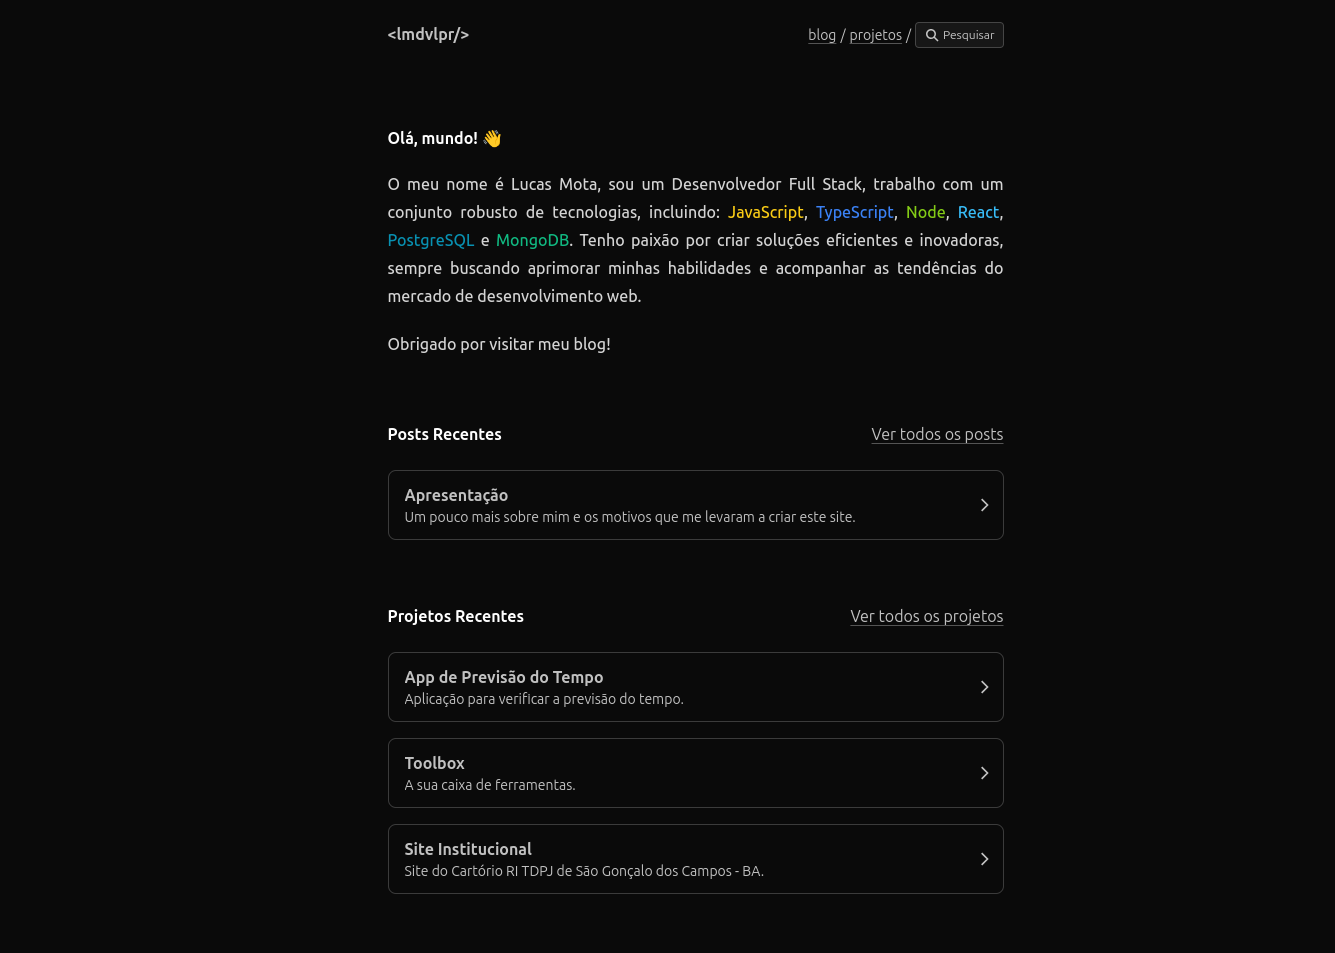 <lmdvlpr/>
blog / projetos / Pesquisar
Olá, mundo! 👋
O meu nome é Lucas Mota, sou um Desenvolvedor Full Stack, trabalho com um
conjunto robusto de tecnologias, incluindo: JavaScript, TypeScript, Node, React,
PostgreSQL e MongoDB. Tenho paixão por criar soluções eficientes e inovadoras,
sempre buscando aprimorar minhas habilidades e acompanhar as tendências do
mercado de desenvolvimento web.
Obrigado por visitar meu blog!
Posts Recentes
Ver todos os posts
Apresentação
Um pouco mais sobre mim e os motivos que me levaram a criar este site.
Projetos Recentes
Ver todos os projetos
App de Previsão do Tempo
Aplicação para verificar a previsão do tempo.
Toolbox
A sua caixa de ferramentas.
Site Institucional
Site do Cartório RI TDPJ de São Gonçalo dos Campos - BA.